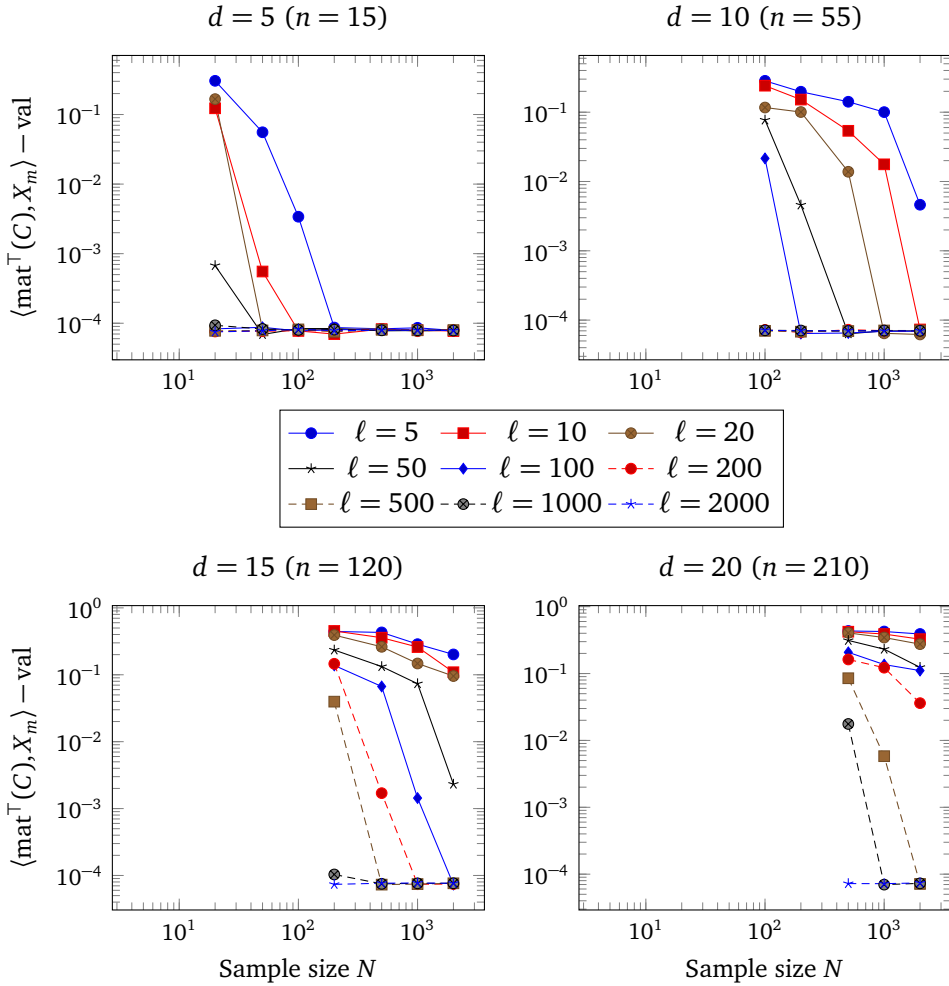 d = 5 (n = 15)
d = 10 (n = 55)
⟨mat⊤(C), X_m⟩ − val
10^−1
10^−2
10^−3
10^−4
10^1
10^2
10^3
10^−1
10^−2
10^−3
10^−4
10^1
10^2
10^3
ℓ = 5 ℓ = 10 ℓ = 20
ℓ = 50 ℓ = 100 ℓ = 200
ℓ = 500 ℓ = 1000 ℓ = 2000
d = 15 (n = 120)
d = 20 (n = 210)
⟨mat⊤(C), X_m⟩ − val
10^0
10^−1
10^−2
10^−3
10^−4
10^1
10^2
10^3
Sample size N
10^0
10^−1
10^−2
10^−3
10^−4
10^1
10^2
10^3
Sample size N